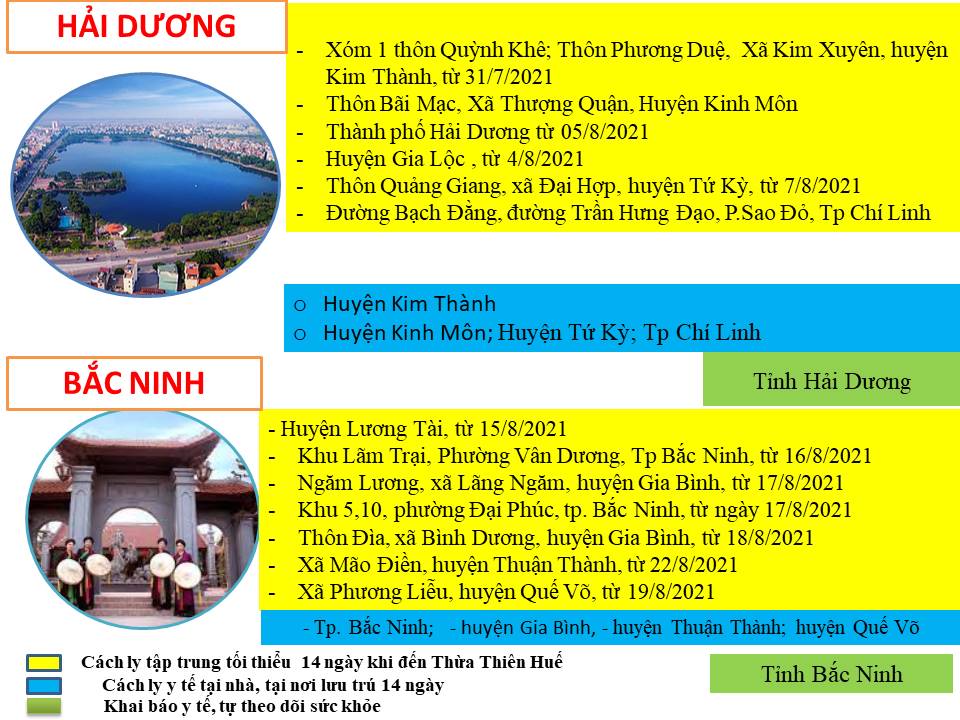 HẢI DƯƠNG
- Xóm 1 thôn Quỳnh Khê; Thôn Phương Duệ, Xã Kim Xuyên, huyện
Kim Thành, từ 31/7/2021
- Thôn Bãi Mạc, Xã Thượng Quận, Huyện Kinh Môn
- Thành phố Hải Dương từ 05/8/2021
- Huyện Gia Lộc , từ 4/8/2021
- Thôn Quảng Giang, xã Đại Hợp, huyện Tứ Kỳ, từ 7/8/2021
- Đường Bạch Đằng, đường Trần Hưng Đạo, P.Sao Đỏ, Tp Chí Linh
o Huyện Kim Thành
o Huyện Kinh Môn; Huyện Tứ Kỳ; Tp Chí Linh
Tỉnh Hải Dương
BẮC NINH
- Huyện Lương Tài, từ 15/8/2021
- Khu Lãm Trại, Phường Vân Dương, Tp Bắc Ninh, từ 16/8/2021
- Ngăm Lương, xã Lãng Ngăm, huyện Gia Bình, từ 17/8/2021
- Khu 5,10, phường Đại Phúc, tp. Bắc Ninh, từ ngày 17/8/2021
- Thôn Đìa, xã Bình Dương, huyện Gia Bình, từ 18/8/2021
- Xã Mão Điền, huyện Thuận Thành, từ 22/8/2021
- Xã Phương Liễu, huyện Quế Võ, từ 19/8/2021
- Tp. Bắc Ninh; - huyện Gia Bình, - huyện Thuận Thành; huyện Quế Võ
Cách ly tập trung tối thiểu 14 ngày khi đến Thừa Thiên Huế
Cách ly y tế tại nhà, tại nơi lưu trú 14 ngày
Khai báo y tế, tự theo dõi sức khỏe
Tỉnh Bắc Ninh